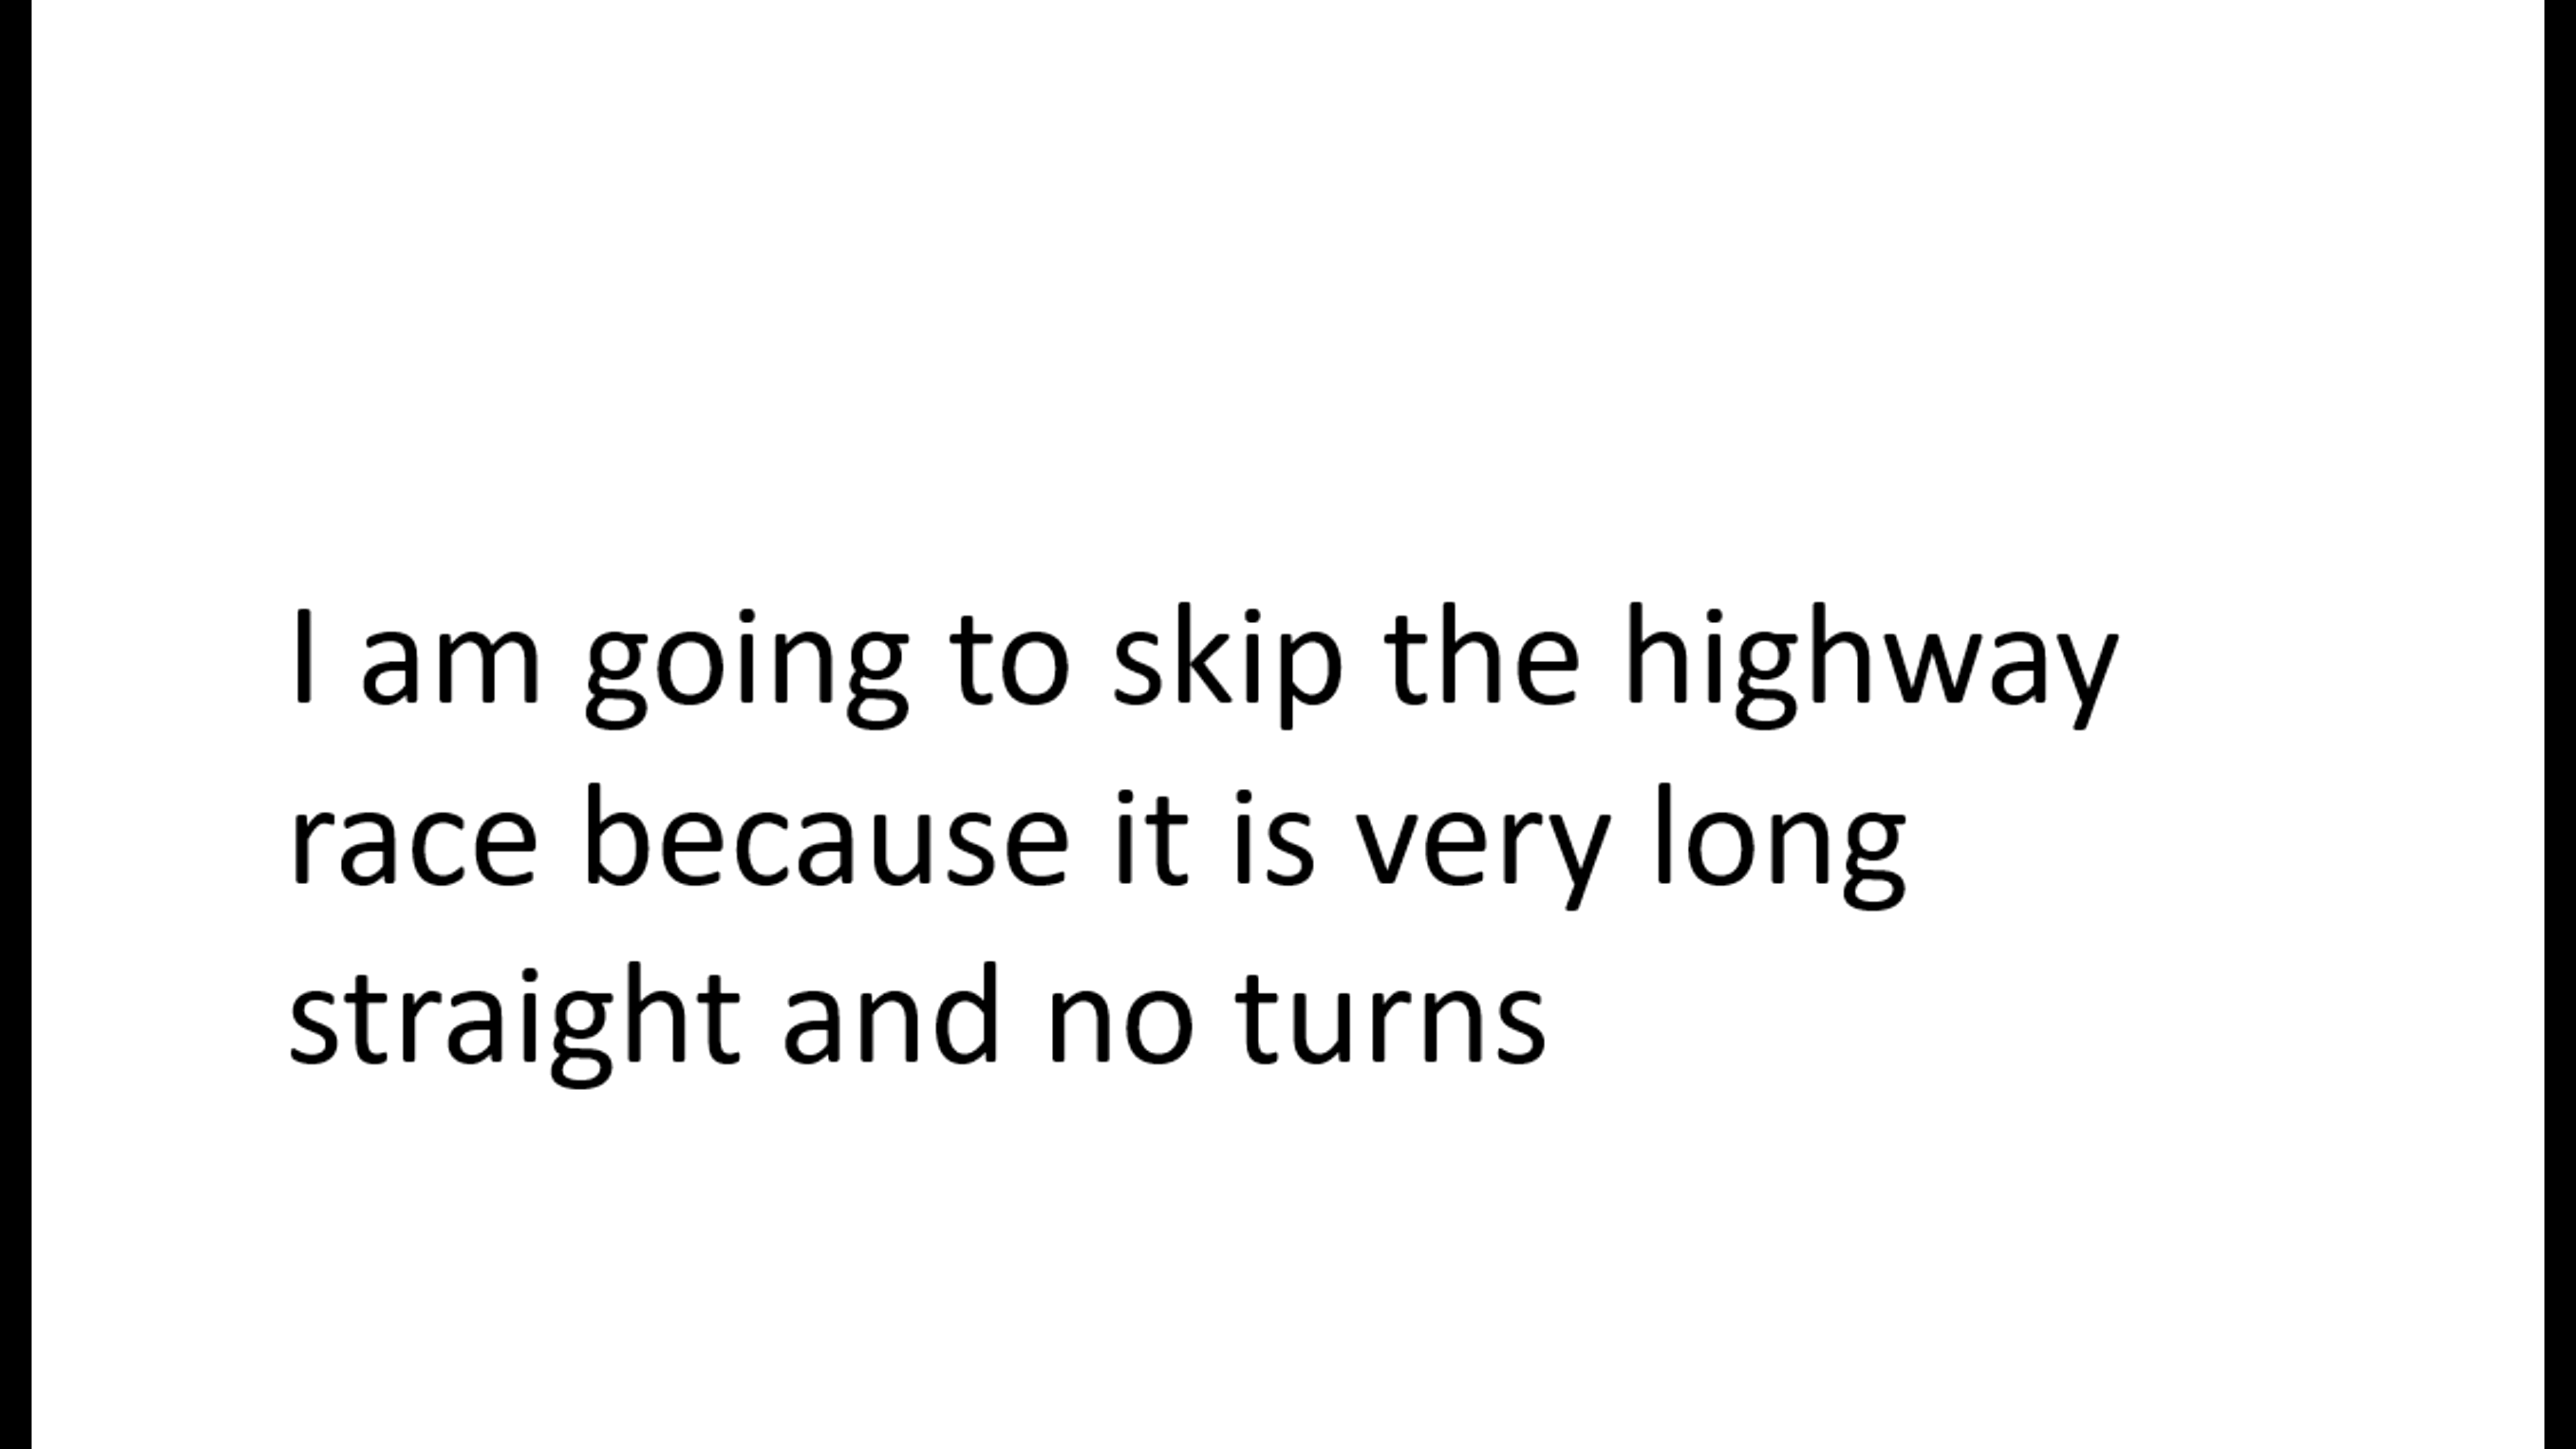 I am going to skip the highway
race because it is very long
straight and no turns